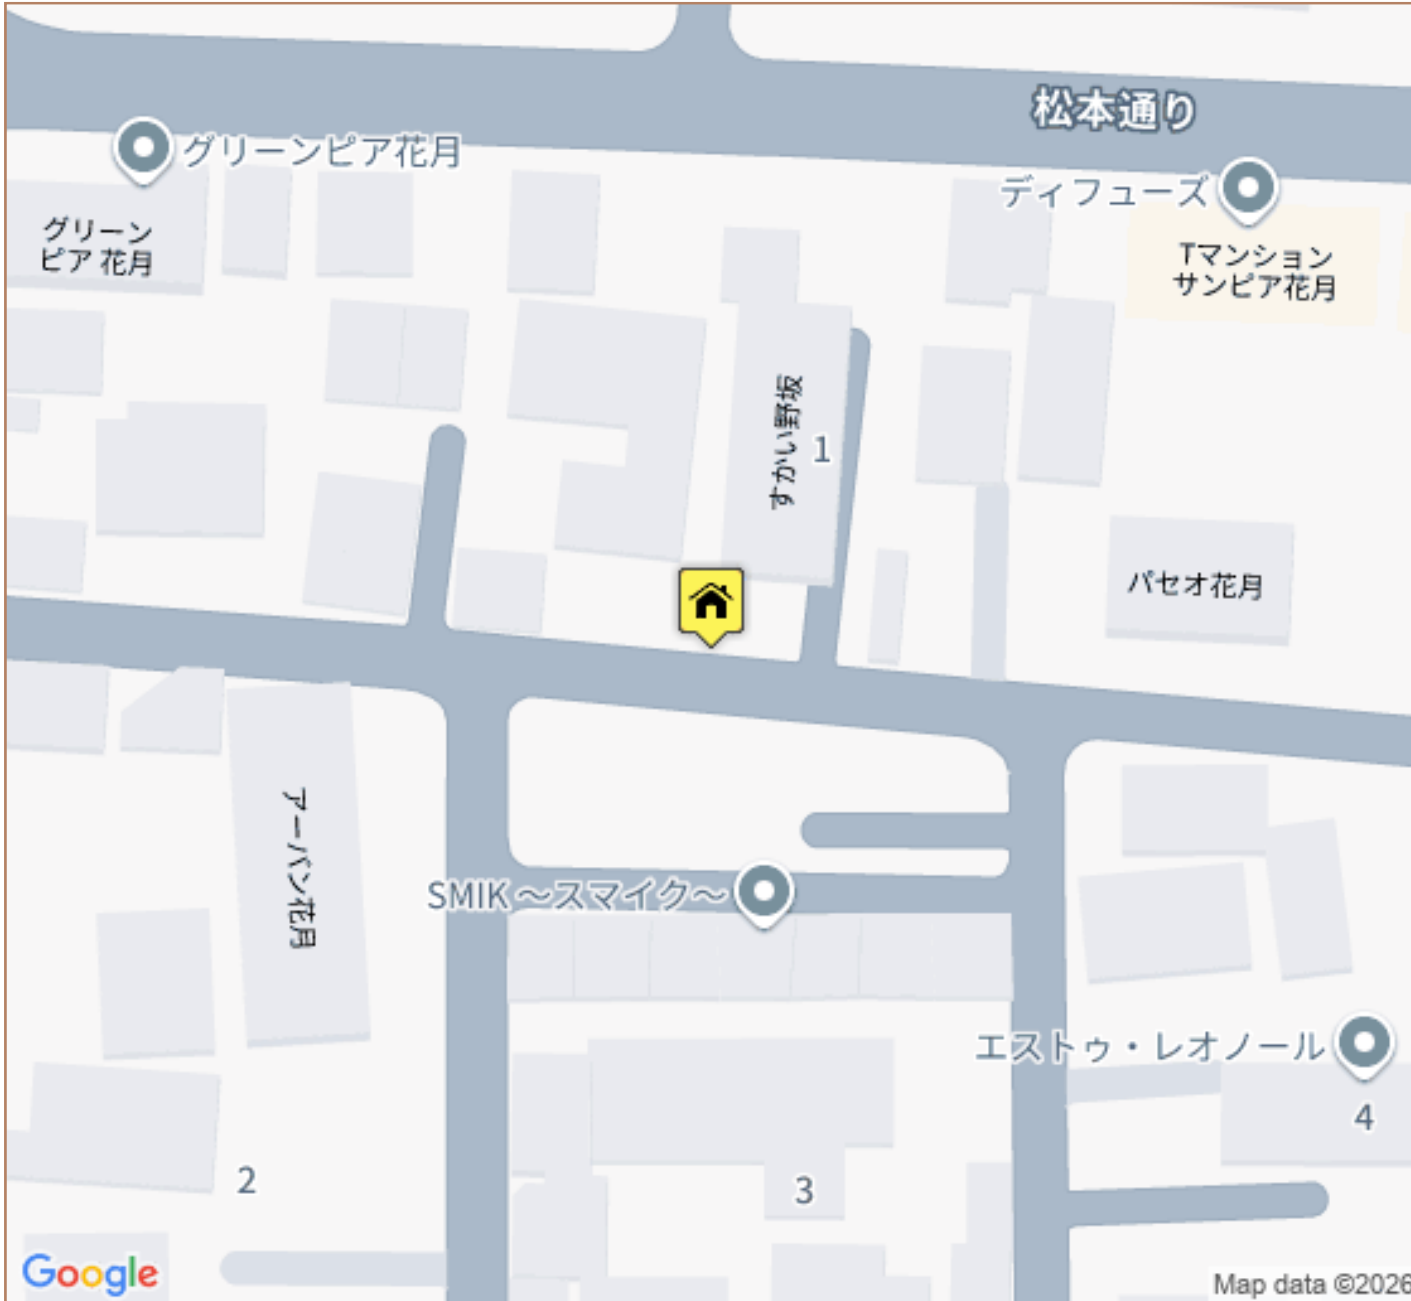 松本通り
グリーンピア花月
ディフューズ
グリーン
ピア 花月
Tマンション
サンピア花月
すかい野坂
1
パセオ花月
アーバン花月
SMIK ～スマイク～
エストゥ・レオノール
4
2
3
Google
Map data ©2026